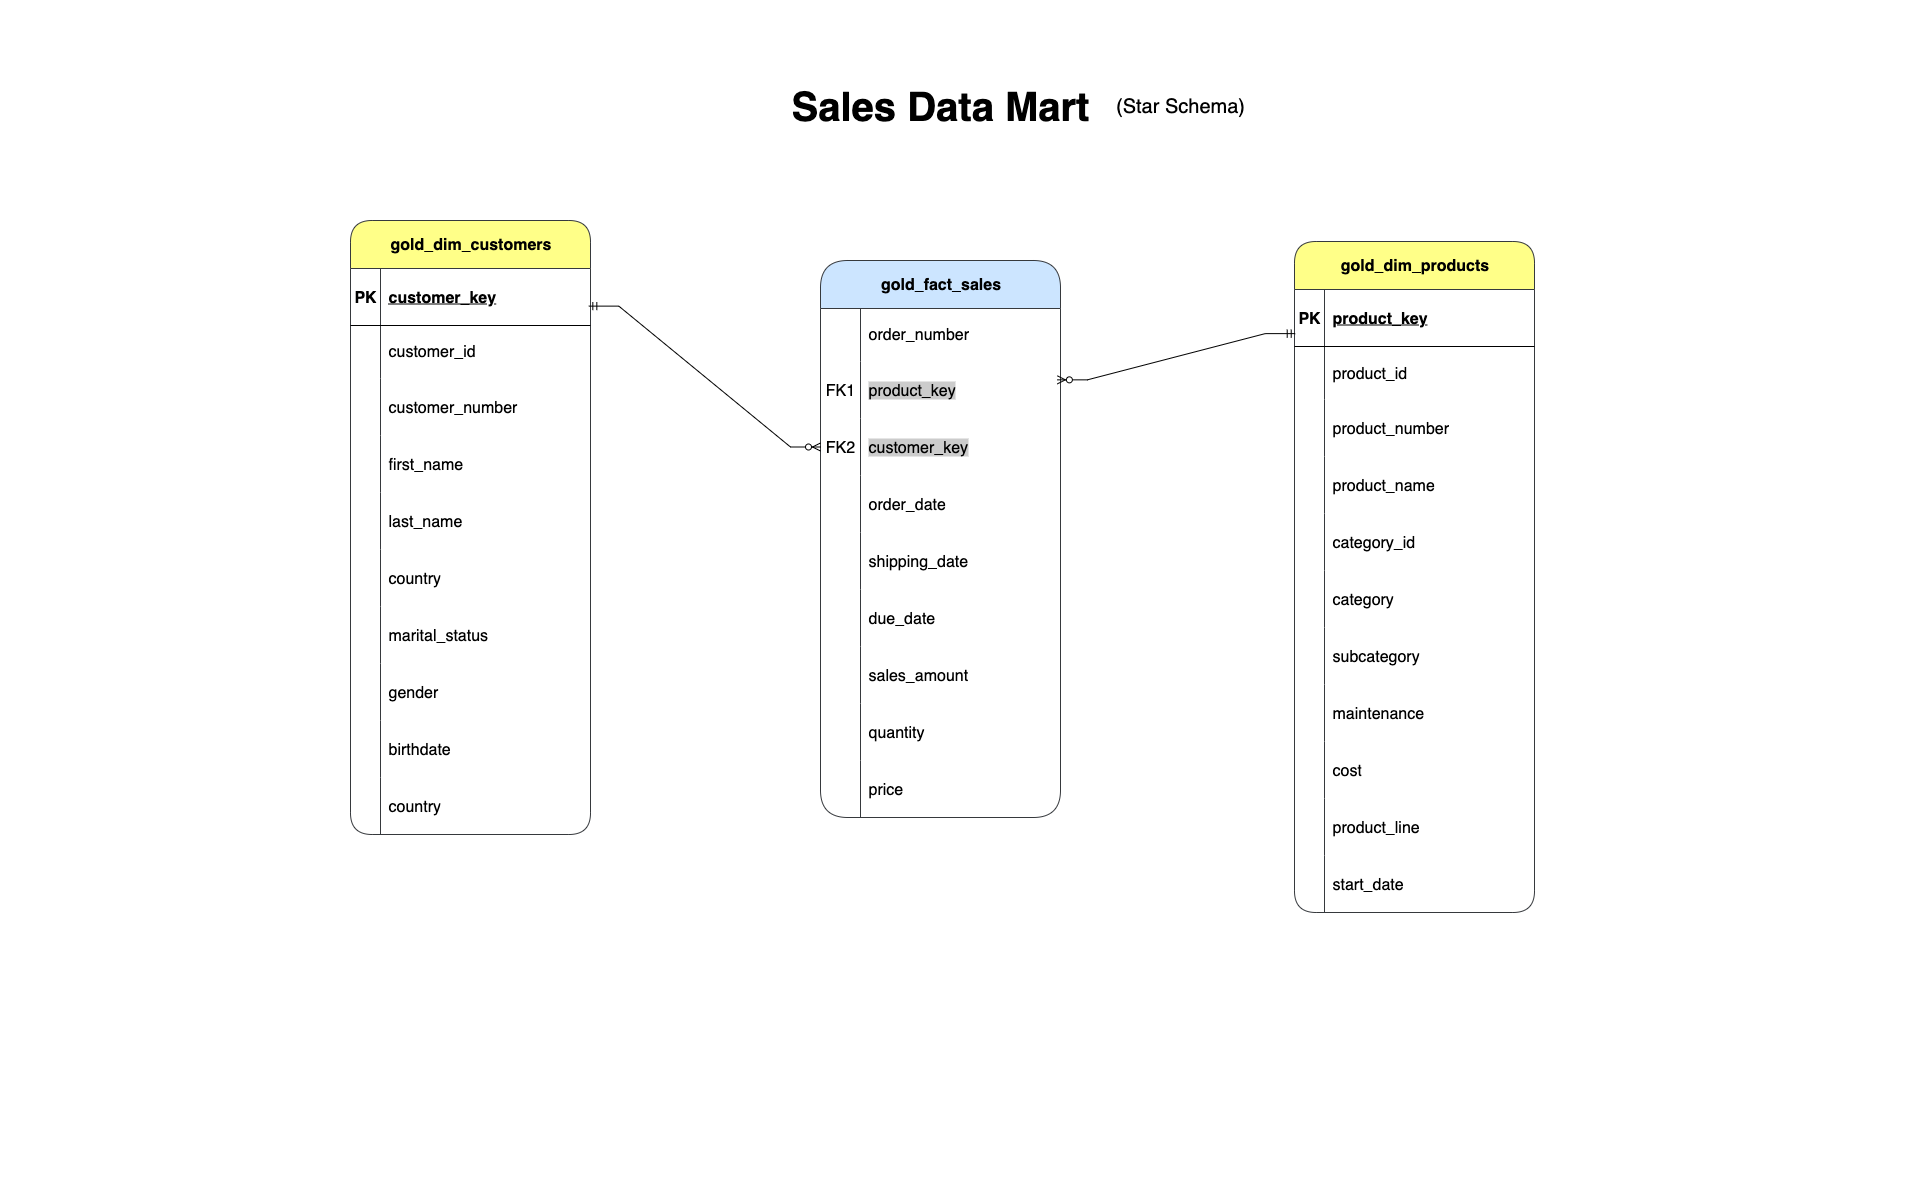 Sales Data Mart (Star Schema)
gold_dim_customers
PK customer_key
customer_id
customer_number
first_name
last_name
country
marital_status
gender
birthdate
country
gold_fact_sales
order_number
FK1 product_key
FK2 customer_key
order_date
shipping_date
due_date
sales_amount
quantity
price
gold_dim_products
PK product_key
product_id
product_number
product_name
category_id
category
subcategory
maintenance
cost
product_line
start_date